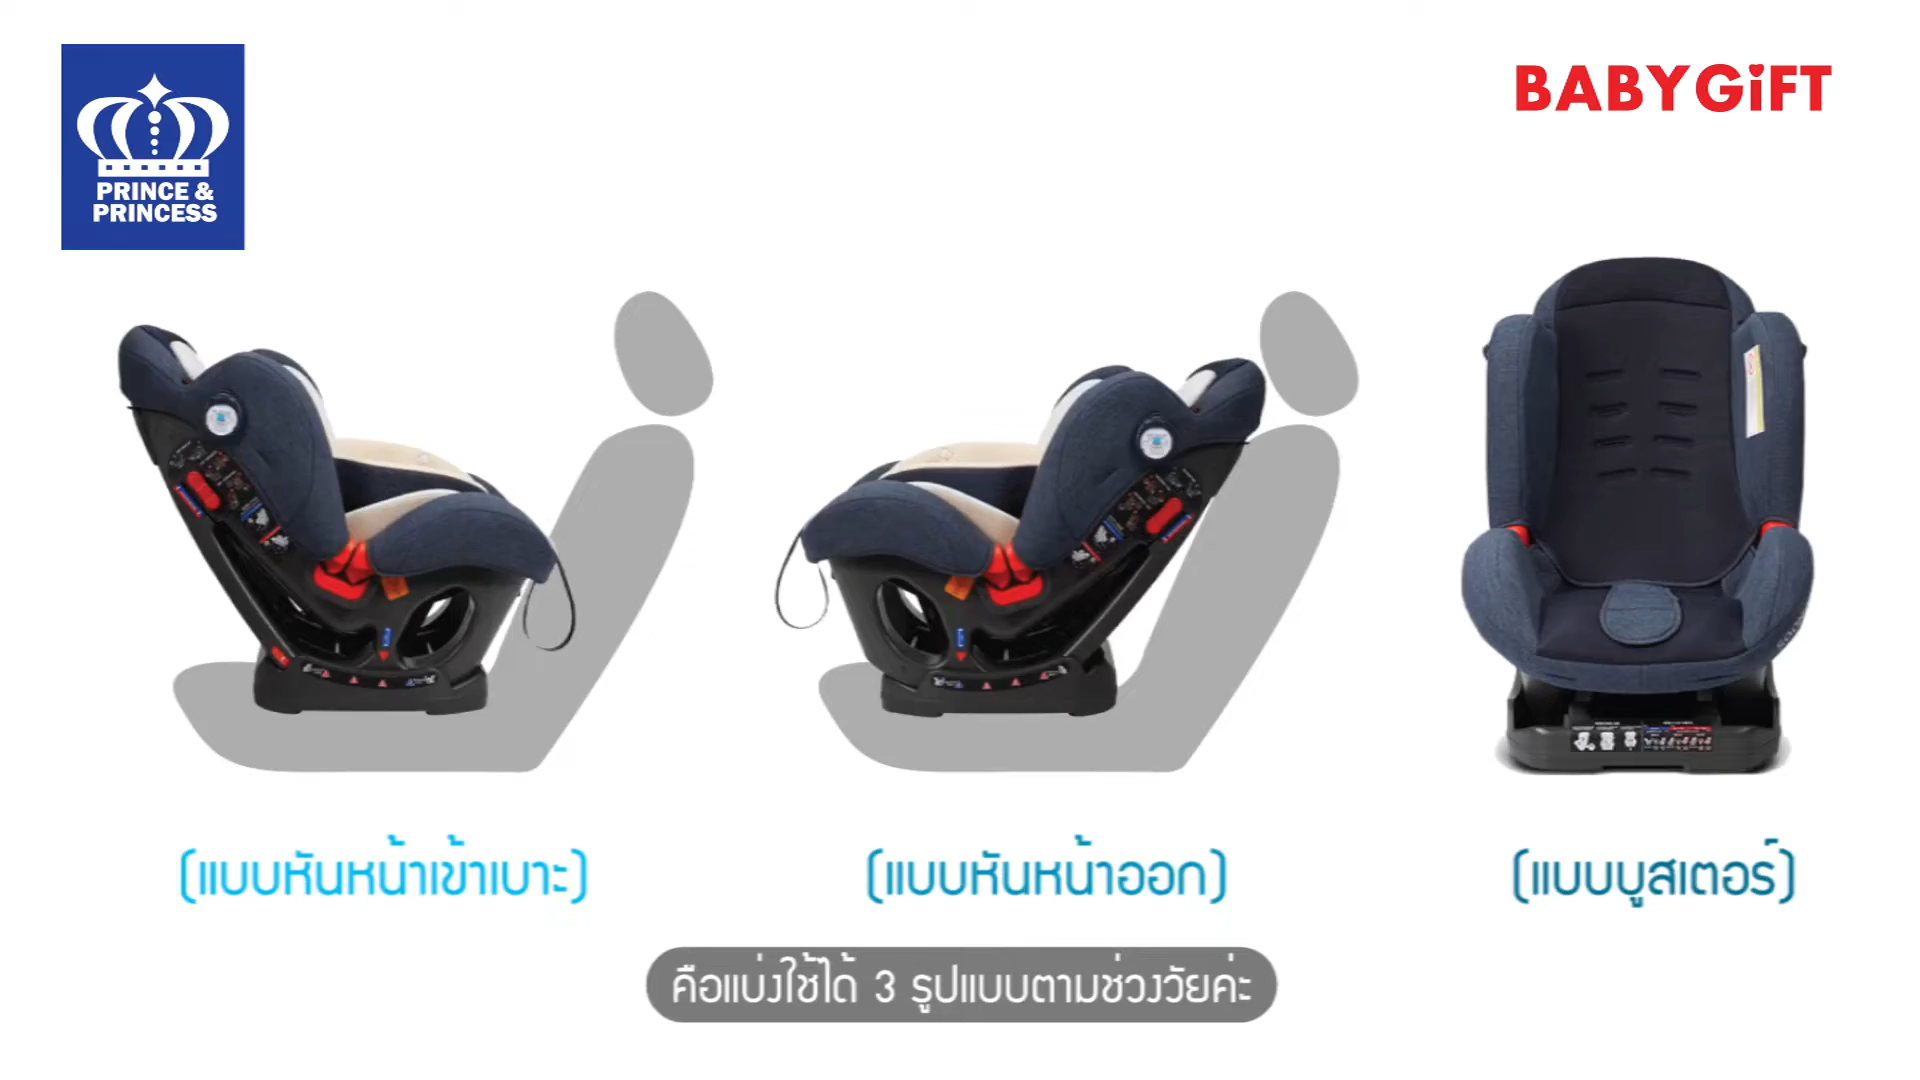 PRINCE &
PRINCESS
BABYGiFT
(แบบหันหน้าเข้าเบาะ)
(แบบหันหน้าออก)
(แบบบูสเตอร์)
คือแบ่งใช้ได้ 3 รูปแบบตามช่วงวัยค่ะ